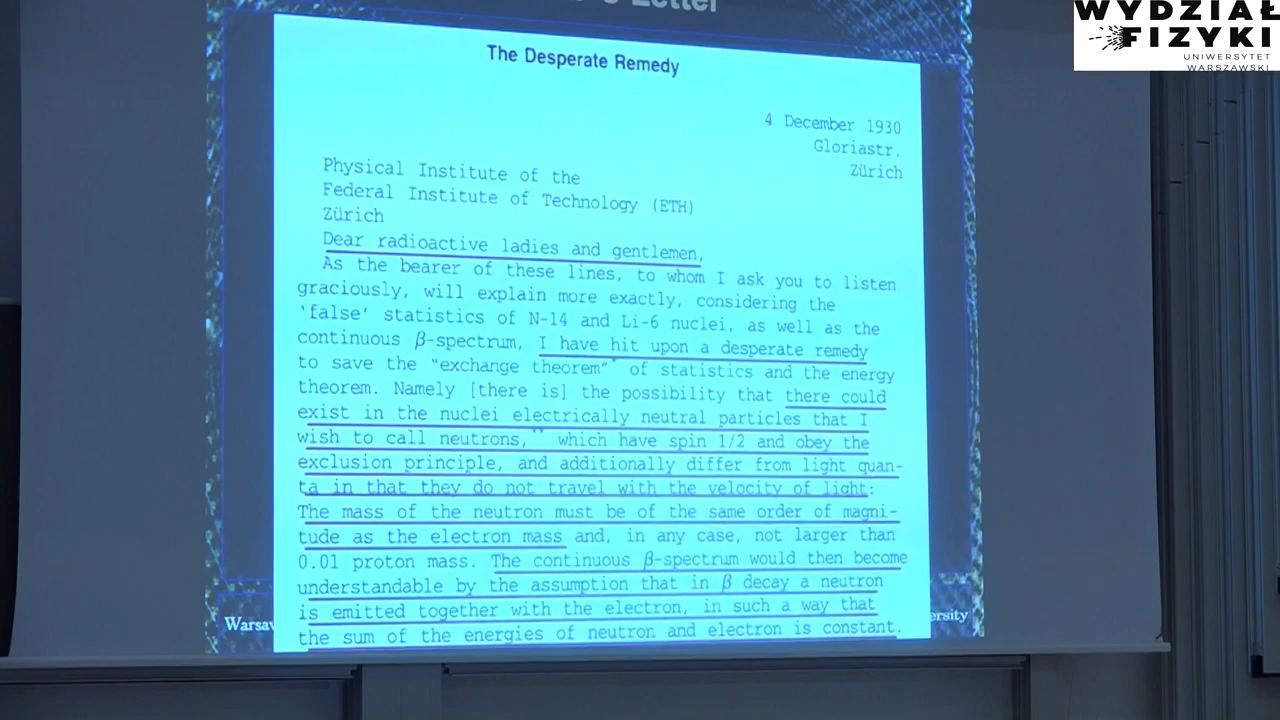 Letter
WYDZIAŁ
FIZYKI
UNIWERSYTET
WARSZAWSKI
The Desperate Remedy
4 December 1930
Gloriastr.
Zürich
Physical Institute of the
Federal Institute of Technology (ETH)
Zürich
Dear radioactive ladies and gentlemen,
As the bearer of these lines, to whom I ask you to listen
graciously, will explain more exactly, considering the
'false' statistics of N-14 and Li-6 nuclei, as well as the
continuous β-spectrum, I have hit upon a desperate remedy
to save the "exchange theorem"* of statistics and the energy
theorem. Namely [there is] the possibility that there could
exist in the nuclei electrically neutral particles that I
wish to call neutrons,** which have spin 1/2 and obey the
exclusion principle, and additionally differ from light quan-
ta in that they do not travel with the velocity of light:
The mass of the neutron must be of the same order of magni-
tude as the electron mass and, in any case, not larger than
0.01 proton mass. The continuous β-spectrum would then become
understandable by the assumption that in β decay a neutron
is emitted together with the electron, in such a way that
the sum of the energies of neutron and electron is constant.